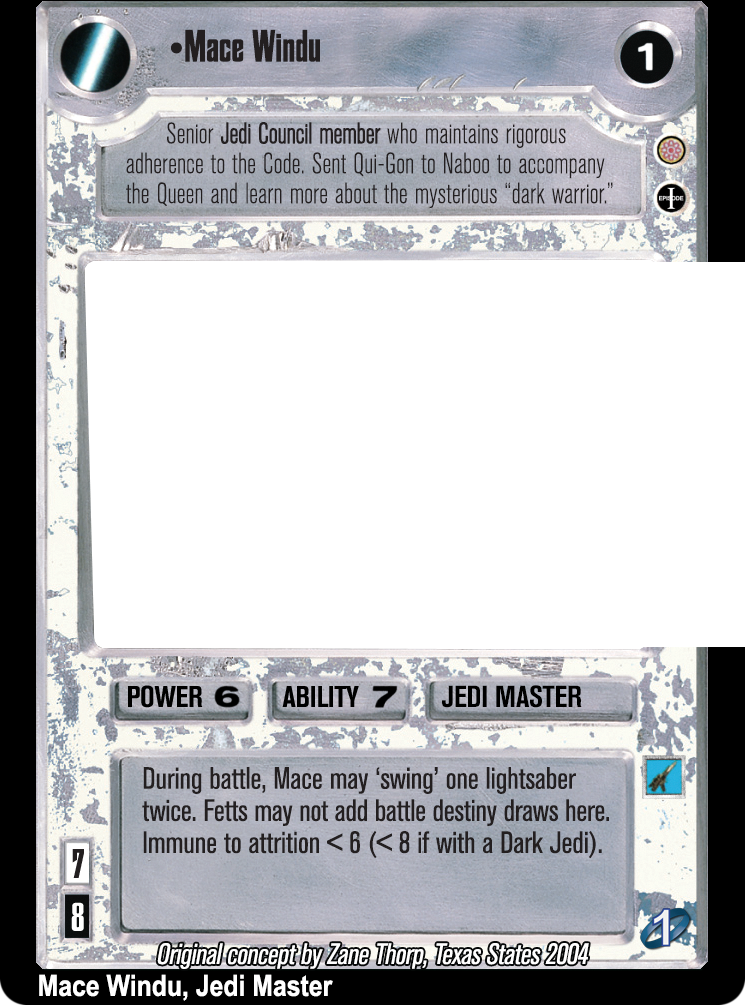 •Mace Windu
1
Senior Jedi Council member who maintains rigorous
adherence to the Code. Sent Qui-Gon to Naboo to accompany
the Queen and learn more about the mysterious “dark warrior.”
EPISODE I
POWER 6 ABILITY 7 JEDI MASTER
During battle, Mace may ‘swing’ one lightsaber
twice. Fetts may not add battle destiny draws here.
Immune to attrition < 6 (< 8 if with a Dark Jedi).
7
8
1
Original concept by Zane Thorp, Texas States 2004
Mace Windu, Jedi Master